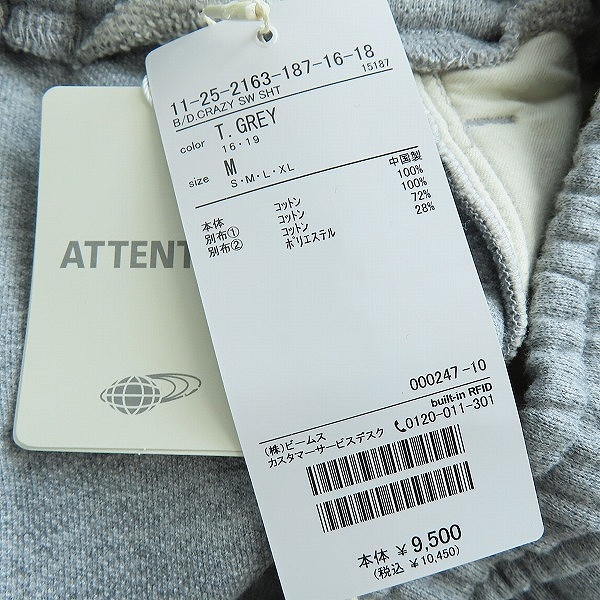 11-25-2163-187-16-18
15187
B/D.CRAZY SW SHT
color T. GREY
16・19
size M
S・M・L・XL
中国製
本体 コットン 100%
別布① コットン 100%
別布② コットン 72%
ポリエステル 28%
000247-10
built-in RFID
(株)ビームス
カスタマーサービスデスク 0120-011-301
本体 ¥9,500
(税込 ¥10,450)
ATTENT